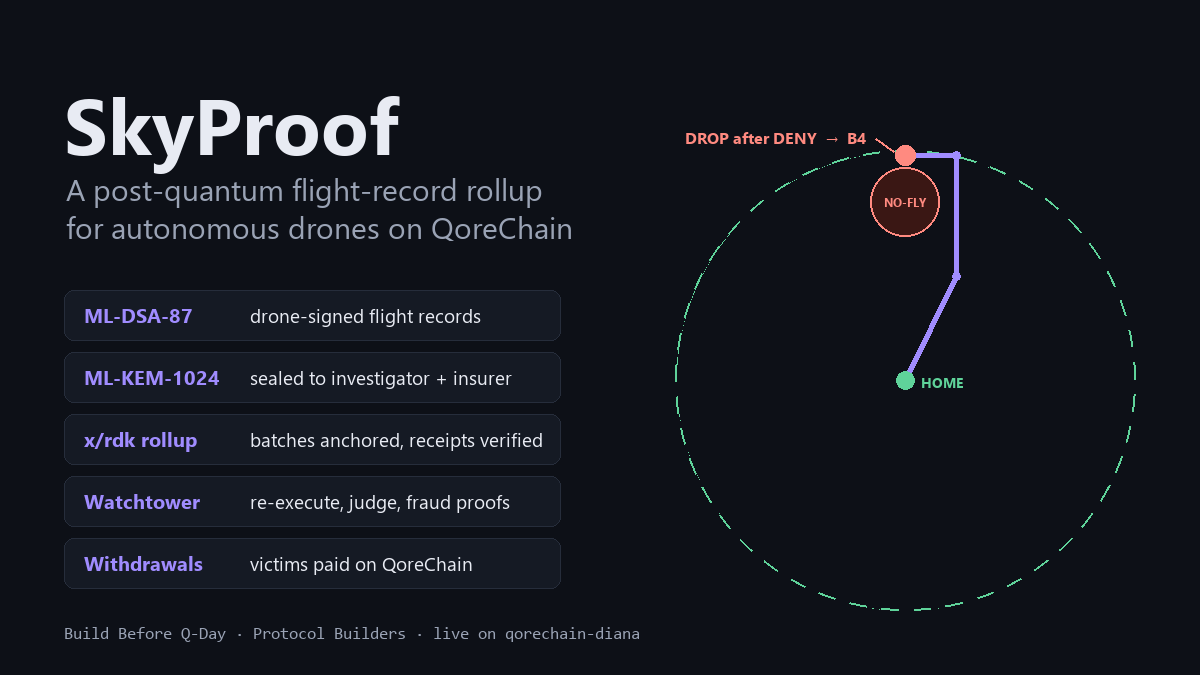 SkyProof
A post-quantum flight-record rollup
for autonomous drones on QoreChain
ML-DSA-87 drone-signed flight records
ML-KEM-1024 sealed to investigator + insurer
x/rdk rollup batches anchored, receipts verified
Watchtower re-execute, judge, fraud proofs
Withdrawals victims paid on QoreChain
Build Before Q-Day · Protocol Builders · live on qorechain-diana
DROP after DENY → B4
NO-FLY
HOME